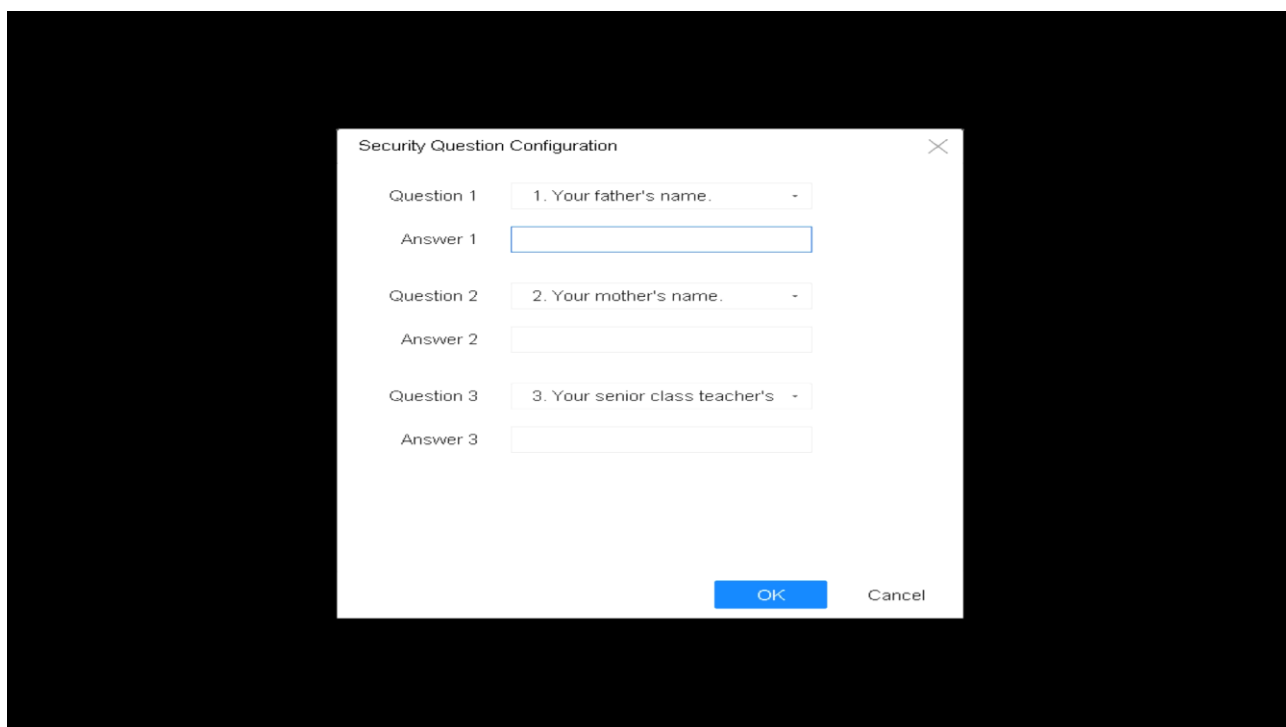 Security Question Configuration
Question 1 1. Your father's name.
Answer 1
Question 2 2. Your mother's name.
Answer 2
Question 3 3. Your senior class teacher's
Answer 3
OK Cancel